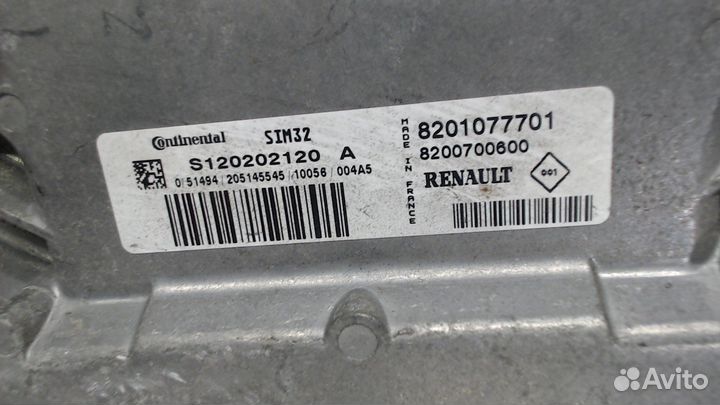 Continental SIM32
S120202120 A
0/51494/205145545/10056/004A5
MADE IN FRANCE
8201077701
8200700600
RENAULT
001
Avito